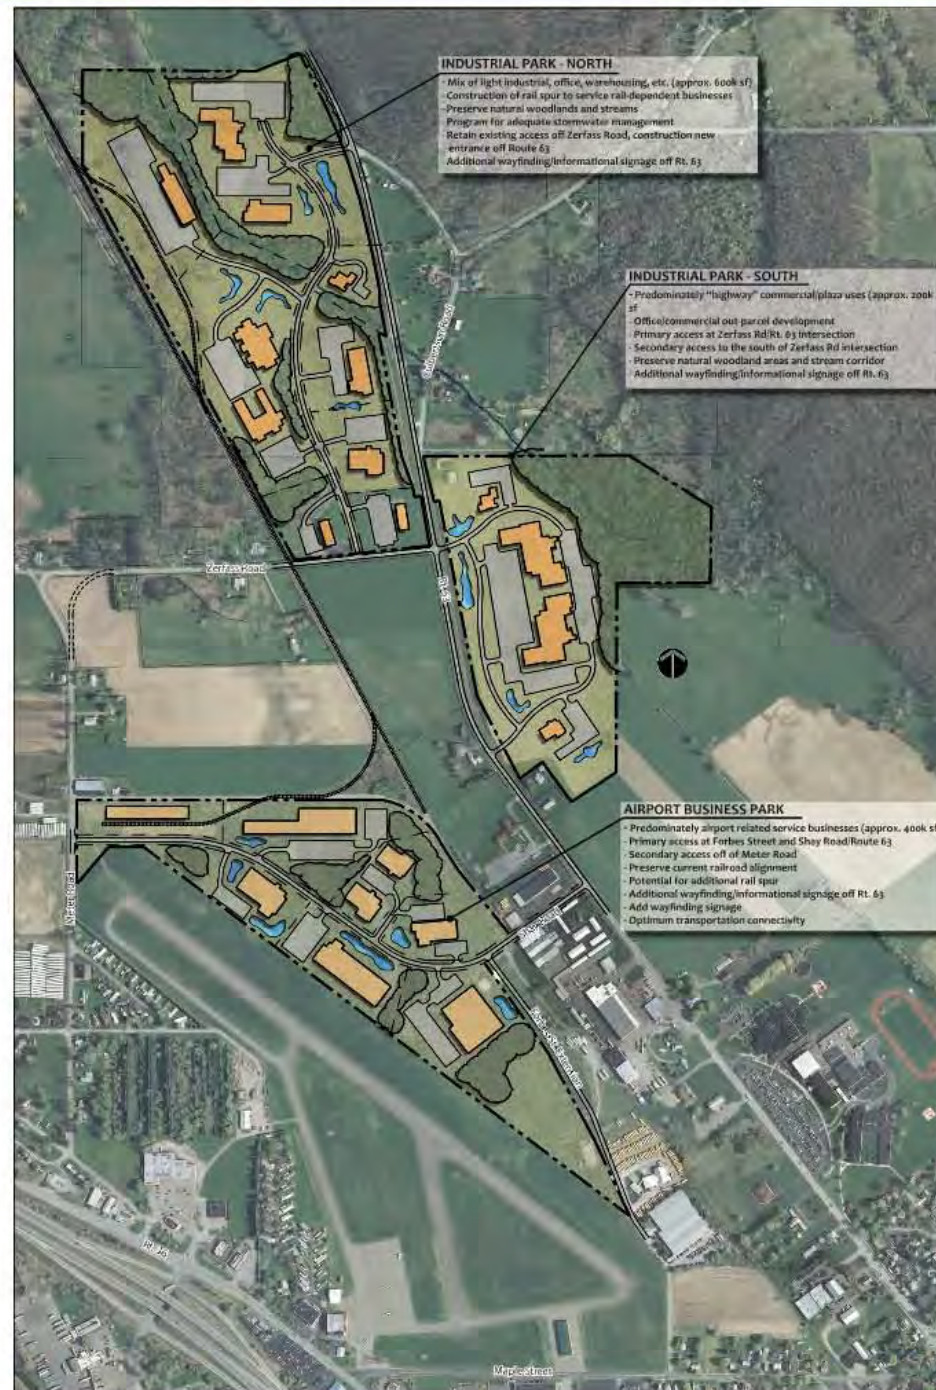 INDUSTRIAL PARK - NORTH
- Mix of light industrial, office, warehousing, etc. (approx. 600k sf)
- Construction of rail spur to service rail-dependent businesses
- Preserve natural woodlands and streams
- Program for adequate stormwater management
- Retain existing access off Zerfass Road, construction new
entrance off Route 63
- Additional wayfinding/informational signage off Rt. 63
INDUSTRIAL PARK - SOUTH
- Predominately "highway" commercial/plaza uses (approx. 200k
sf
- Office/commercial out-parcel development
- Primary access at Zerfass Rd/Rt. 63 intersection
- Secondary access to the south of Zerfass Rd intersection
- Preserve natural woodland areas and stream corridor
- Additional wayfinding/informational signage off Rt. 63
Zerfass Road
Rt. 63
AIRPORT BUSINESS PARK
- Predominately airport related service businesses (approx. 400k sf
- Primary access at Forbes Street and Shay Road/Route 63
- Secondary access off of Meter Road
- Preserve current railroad alignment
- Potential for additional rail spur
- Additional wayfinding/informational signage off Rt. 63
- Add wayfinding signage
- Optimum transportation connectivity
Meter Road
Shay Road
Rt. 36
Maple Street